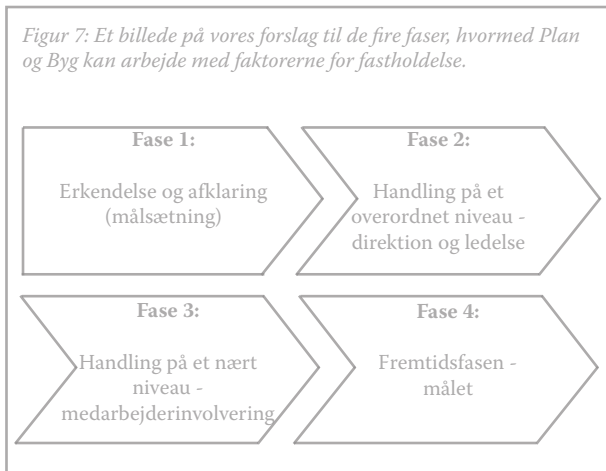 Figur 7: Et billede på vores forslag til de fire faser, hvormed Plan
og Byg kan arbejde med faktorerne for fastholdelse.
Fase 1:
Erkendelse og afklaring
(målsætning)
Fase 2:
Handling på et
overordnet niveau -
direktion og ledelse
Fase 3:
Handling på et nært
niveau -
medarbejderinvolvering
Fase 4:
Fremtidsfasen -
målet